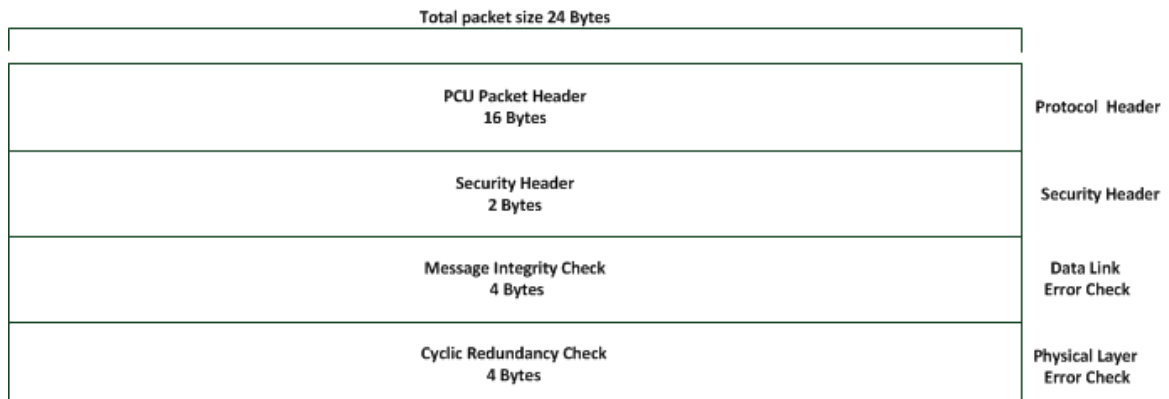 Total packet size 24 Bytes
PCU Packet Header
16 Bytes
Protocol Header
Security Header
2 Bytes
Security Header
Message Integrity Check
4 Bytes
Data Link
Error Check
Cyclic Redundancy Check
4 Bytes
Physical Layer
Error Check